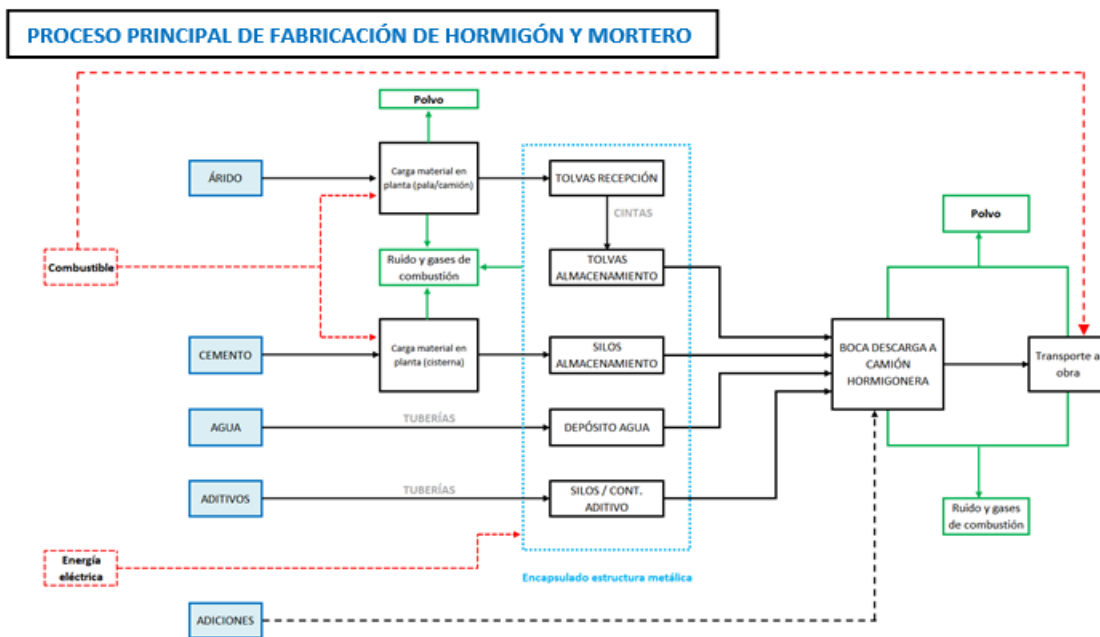 PROCESO PRINCIPAL DE FABRICACIÓN DE HORMIGÓN Y MORTERO
Polvo
ÁRIDO
Carga material en
planta (pala/camión)
TOLVAS RECEPCIÓN
CINTAS
Polvo
Combustible
Ruido y gases de
combustión
TOLVAS
ALMACENAMIENTO
CEMENTO
Carga material en
planta (cisterna)
SILOS
ALMACENAMIENTO
BOCA DESCARGA A
CAMIÓN
HORMIGONERA
Transporte a
obra
AGUA
TUBERÍAS
DEPÓSITO AGUA
ADITIVOS
TUBERÍAS
SILOS / CONT.
ADITIVO
Ruido y gases
de combustión
Energía
eléctrica
Encapsulado estructura metálica
ADICIONES